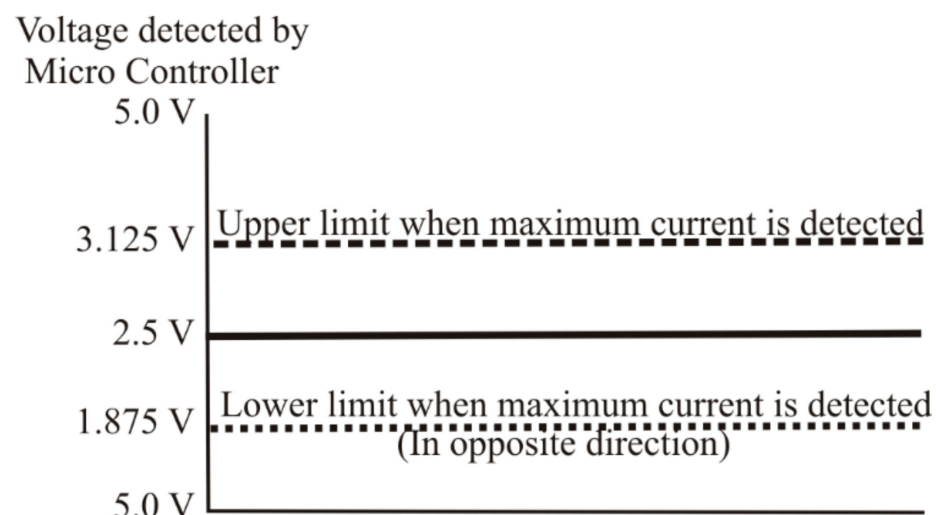 Voltage detected by
Micro Controller
5.0 V
Upper limit when maximum current is detected
3.125 V
2.5 V
Lower limit when maximum current is detected
1.875 V
(In opposite direction)
5.0 V